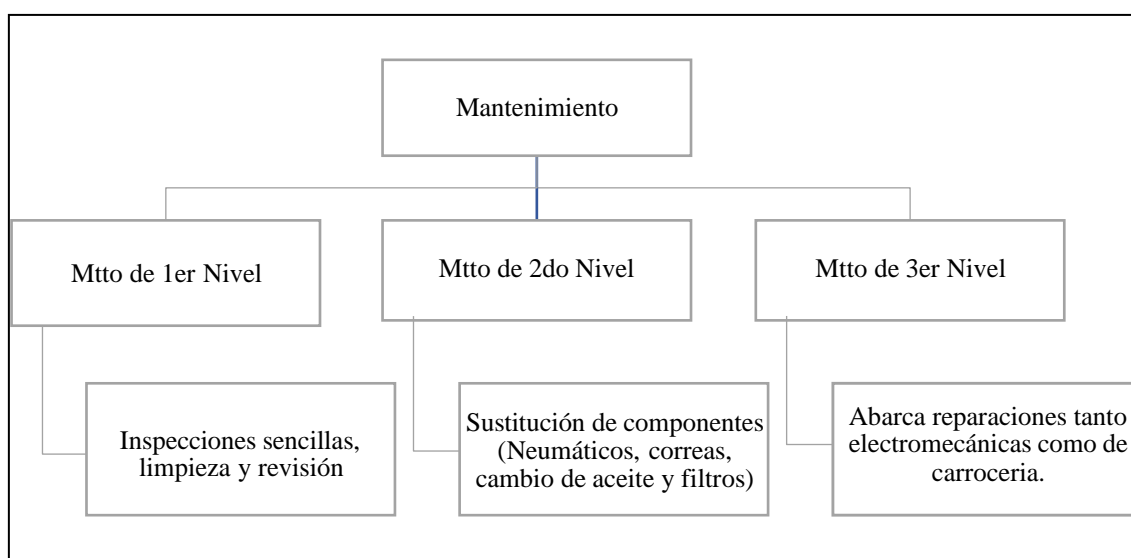 Mantenimiento
Mtto de 1er Nivel
Mtto de 2do Nivel
Mtto de 3er Nivel
Inspecciones sencillas,
limpieza y revisión
Sustitución de componentes
(Neumáticos, correas,
cambio de aceite y filtros)
Abarca reparaciones tanto
electromecánicas como de
carroceria.